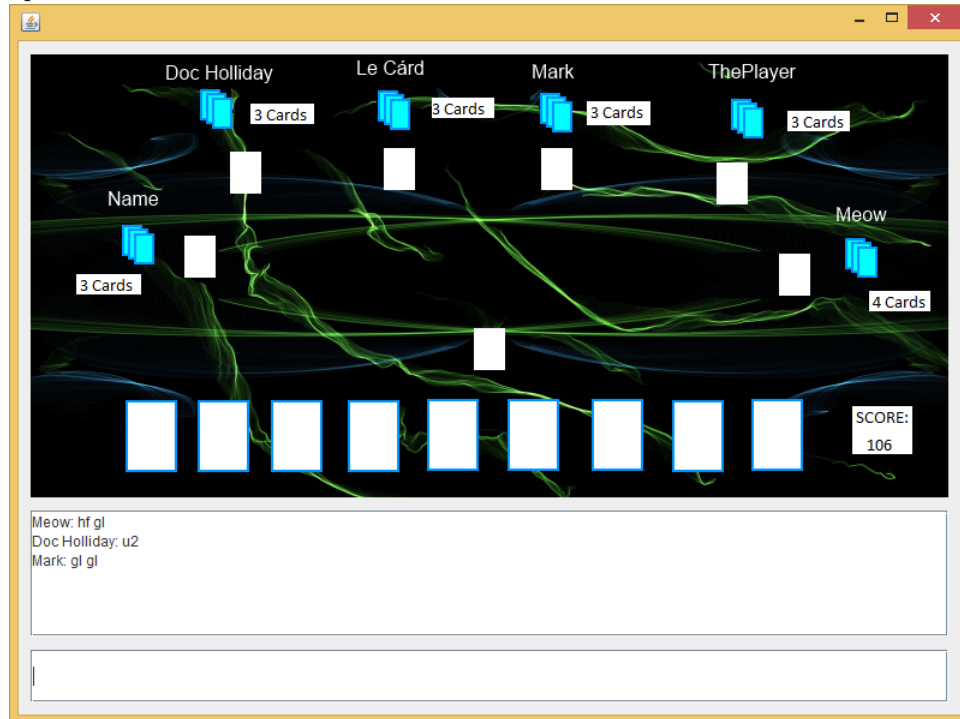 Doc Holliday
Le Cárd
Mark
ThePlayer
3 Cards
3 Cards
3 Cards
3 Cards
Name
Meow
3 Cards
4 Cards
SCORE:
106
Meow: hf gl
Doc Holliday: u2
Mark: gl gl